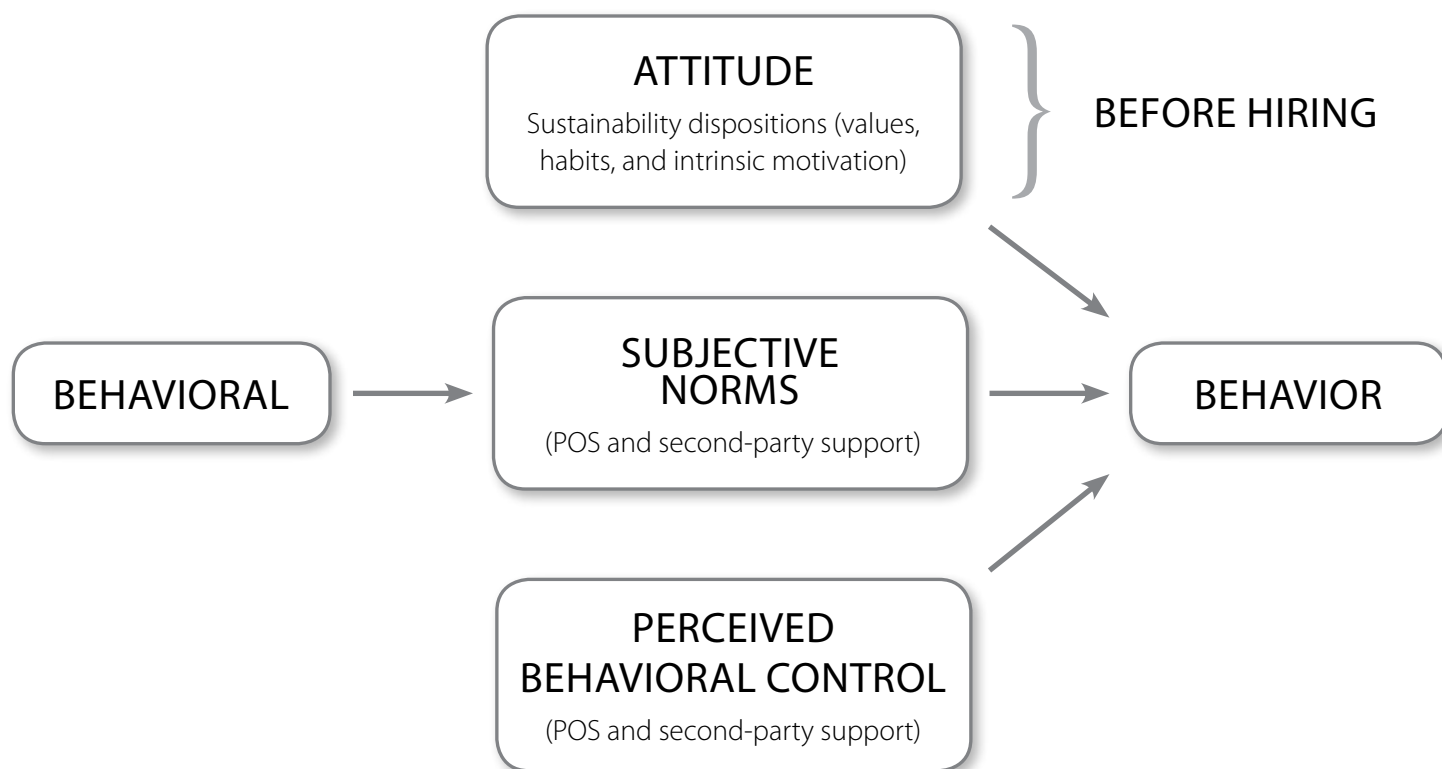 ATTITUDE
Sustainability dispositions (values,
habits, and intrinsic motivation)
BEFORE HIRING
BEHAVIORAL
SUBJECTIVE
NORMS
(POS and second-party support)
BEHAVIOR
PERCEIVED
BEHAVIORAL CONTROL
(POS and second-party support)